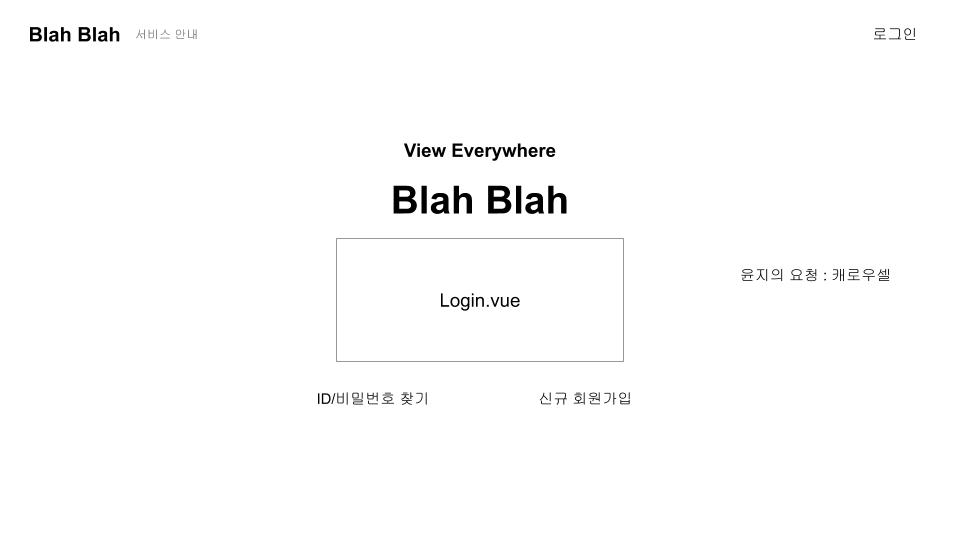 Blah Blah 서비스 안내 로그인
View Everywhere
Blah Blah
윤지의 요청 : 캐로우셀
Login.vue
ID/비밀번호 찾기 신규 회원가입